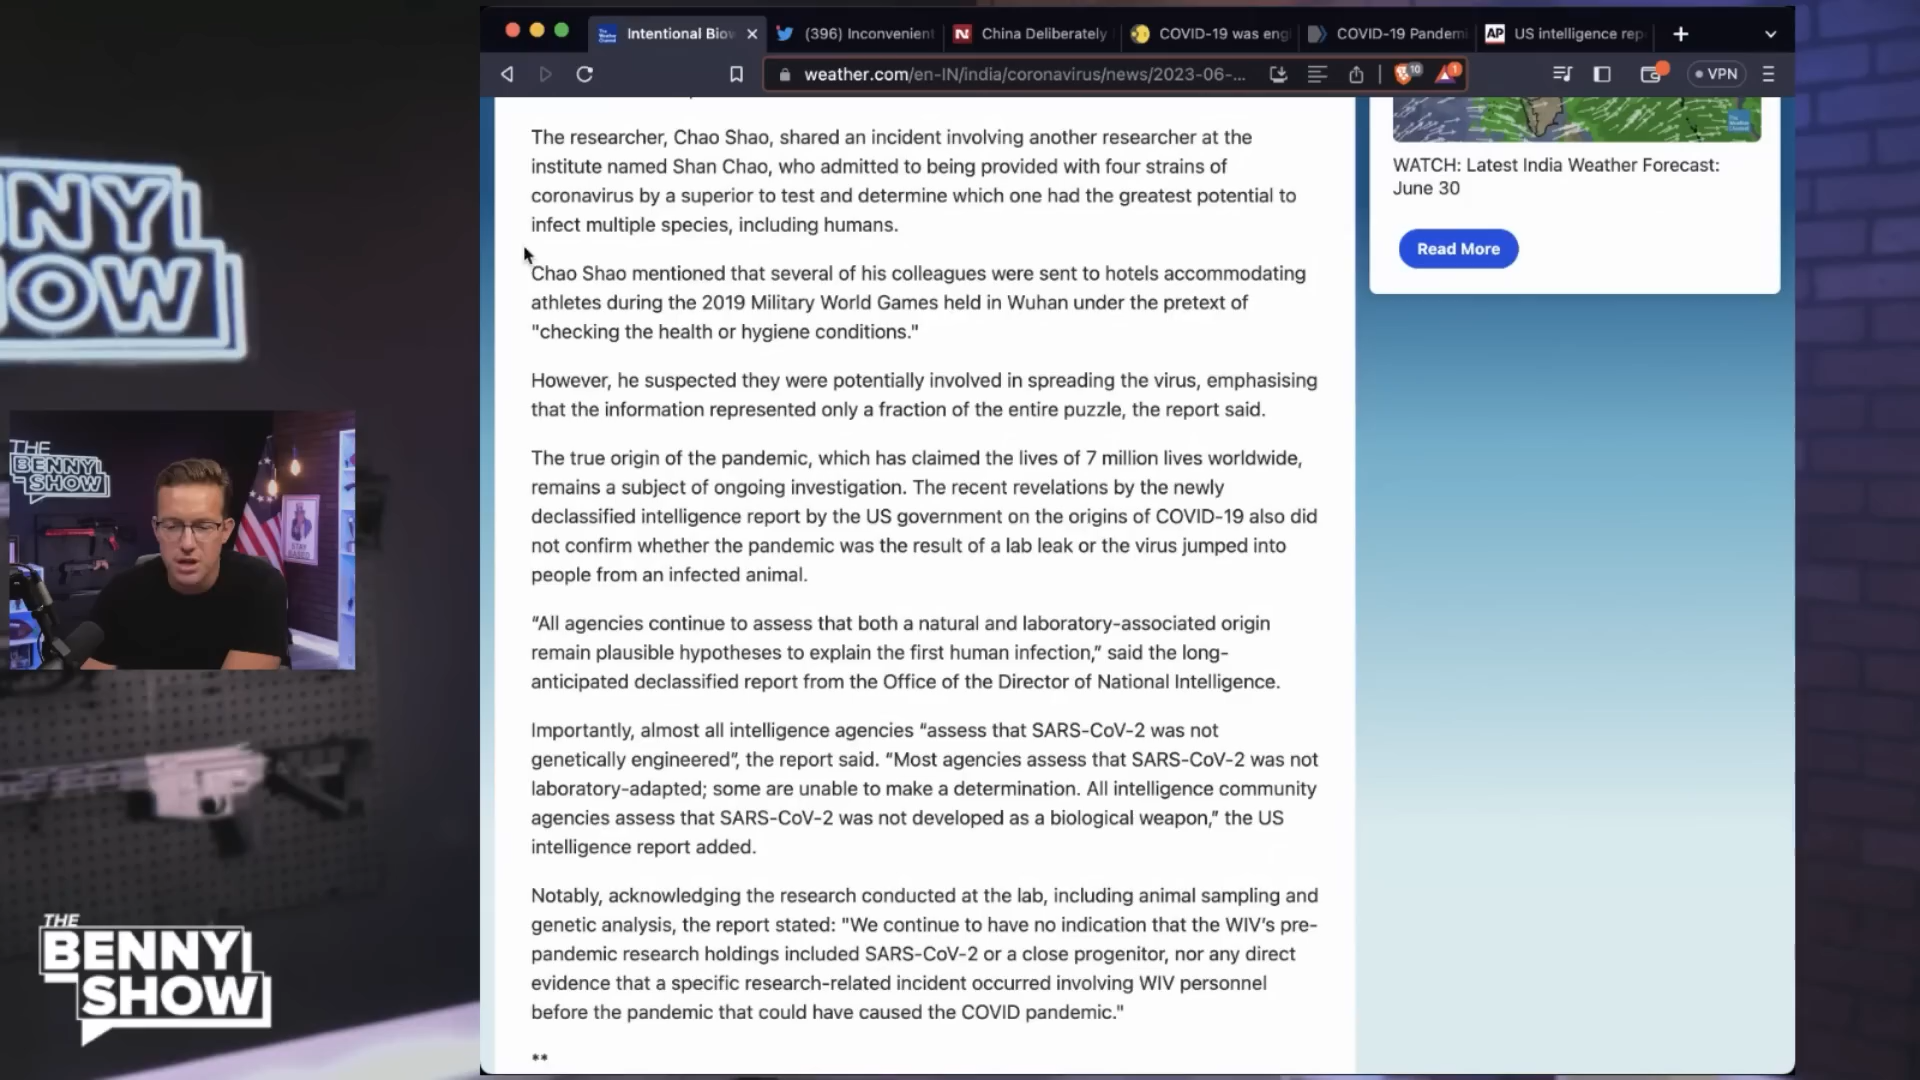 Intentional Biow
(396) Inconvenient
China Deliberately
COVID-19 was engi
COVID-19 Pandemi
AP
US intelligence rep
weather.com/en-IN/india/coronavirus/news/2023-06-...
10
1
VPN
The researcher, Chao Shao, shared an incident involving another researcher at the
institute named Shan Chao, who admitted to being provided with four strains of
coronavirus by a superior to test and determine which one had the greatest potential to
infect multiple species, including humans.
Chao Shao mentioned that several of his colleagues were sent to hotels accommodating
athletes during the 2019 Military World Games held in Wuhan under the pretext of
"checking the health or hygiene conditions."
However, he suspected they were potentially involved in spreading the virus, emphasising
that the information represented only a fraction of the entire puzzle, the report said.
The true origin of the pandemic, which has claimed the lives of 7 million lives worldwide,
remains a subject of ongoing investigation. The recent revelations by the newly
declassified intelligence report by the US government on the origins of COVID-19 also did
not confirm whether the pandemic was the result of a lab leak or the virus jumped into
people from an infected animal.
“All agencies continue to assess that both a natural and laboratory-associated origin
remain plausible hypotheses to explain the first human infection,” said the long-
anticipated declassified report from the Office of the Director of National Intelligence.
Importantly, almost all intelligence agencies “assess that SARS-CoV-2 was not
genetically engineered”, the report said. “Most agencies assess that SARS-CoV-2 was not
laboratory-adapted; some are unable to make a determination. All intelligence community
agencies assess that SARS-CoV-2 was not developed as a biological weapon,” the US
intelligence report added.
Notably, acknowledging the research conducted at the lab, including animal sampling and
genetic analysis, the report stated: "We continue to have no indication that the WIV’s pre-
pandemic research holdings included SARS-CoV-2 or a close progenitor, nor any direct
evidence that a specific research-related incident occurred involving WIV personnel
before the pandemic that could have caused the COVID pandemic."
**
WATCH: Latest India Weather Forecast:
June 30
Read More
NNY
HOW
THE
BENNY
SHOW
STAY
THE
BENNY
SHOW